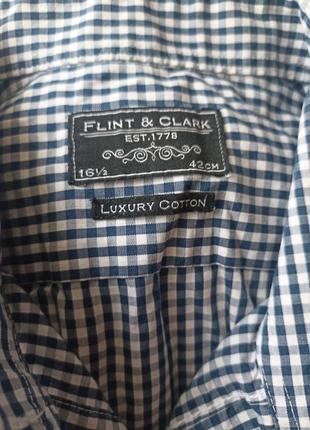 FLINT & CLARK
EST.1778
16½ 42CM
LUXURY COTTON